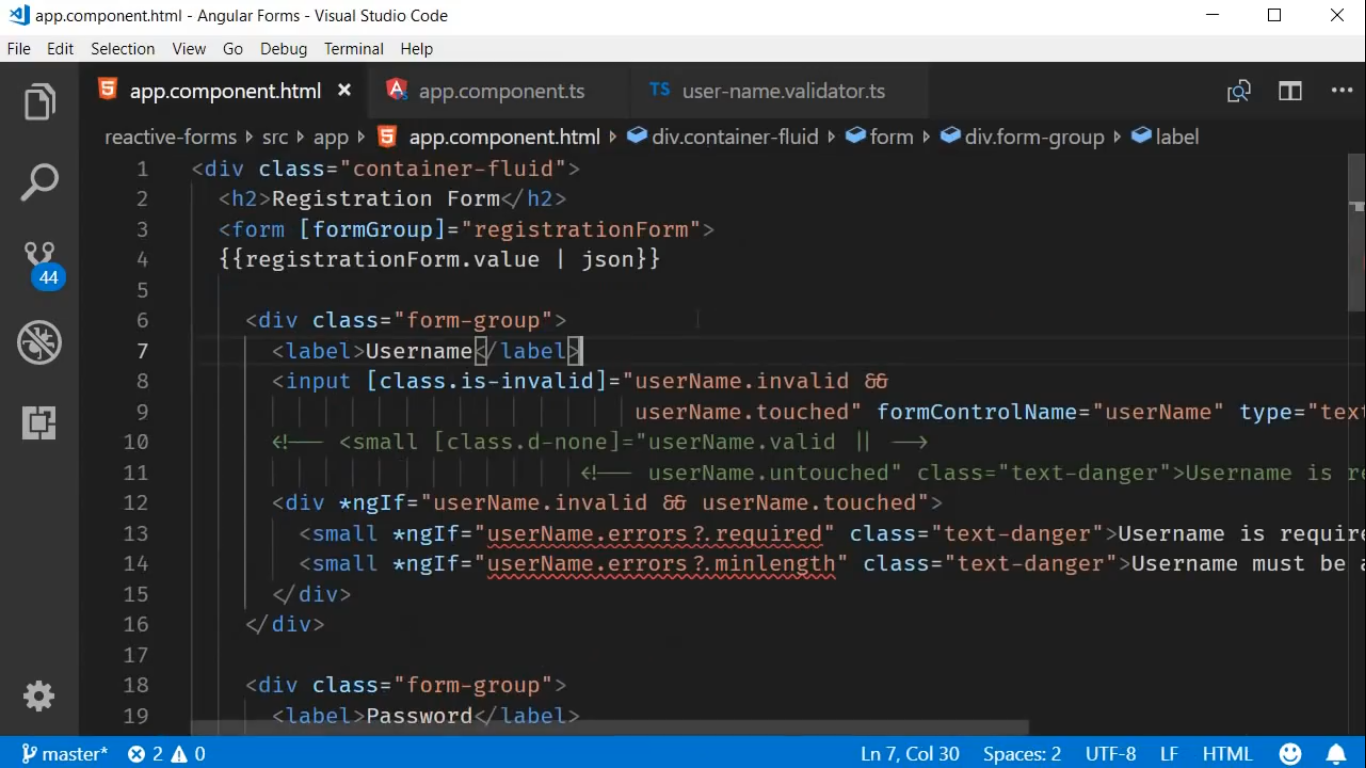 app.component.html - Angular Forms - Visual Studio Code
File Edit Selection View Go Debug Terminal Help
app.component.html app.component.ts TS user-name.validator.ts
reactive-forms src app app.component.html div.container-fluid form div.form-group label
1 <div class="container-fluid">
2 <h2>Registration Form</h2>
3 <form [formGroup]="registrationForm">
4 {{registrationForm.value | json}}
5
6 <div class="form-group">
7 <label>Username</label>
8 <input [class.is-invalid]="userName.invalid &&
9 userName.touched" formControlName="userName" type="text
10 <!-- <small [class.d-none]="userName.valid || -->
11 <!-- userName.untouched" class="text-danger">Username is re
12 <div *ngIf="userName.invalid && userName.touched">
13 <small *ngIf="userName.errors?.required" class="text-danger">Username is require
14 <small *ngIf="userName.errors?.minlength" class="text-danger">Username must be a
15 </div>
16 </div>
17
18 <div class="form-group">
19 <label>Password</label>
44
master* 2 0 Ln 7, Col 30 Spaces: 2 UTF-8 LF HTML